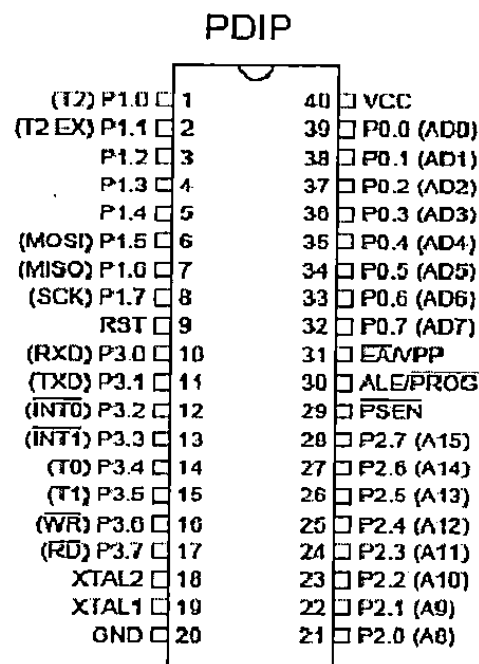 PDIP
(T2) P1.0 1 40 VCC
(T2 EX) P1.1 2 39 P0.0 (AD0)
P1.2 3 38 P0.1 (AD1)
P1.3 4 37 P0.2 (AD2)
P1.4 5 36 P0.3 (AD3)
(MOSI) P1.5 6 35 P0.4 (AD4)
(MISO) P1.6 7 34 P0.5 (AD5)
(SCK) P1.7 8 33 P0.6 (AD6)
RST 9 32 P0.7 (AD7)
(RXD) P3.0 10 31 E̅A̅/VPP
(TXD) P3.1 11 30 ALE/P̅R̅O̅G̅
(I̅N̅T̅0̅) P3.2 12 29 P̅S̅E̅N̅
(I̅N̅T̅1̅) P3.3 13 28 P2.7 (A15)
(T0) P3.4 14 27 P2.6 (A14)
(T1) P3.5 15 26 P2.5 (A13)
(W̅R̅) P3.6 16 25 P2.4 (A12)
(R̅D̅) P3.7 17 24 P2.3 (A11)
XTAL2 18 23 P2.2 (A10)
XTAL1 19 22 P2.1 (A9)
GND 20 21 P2.0 (A8)